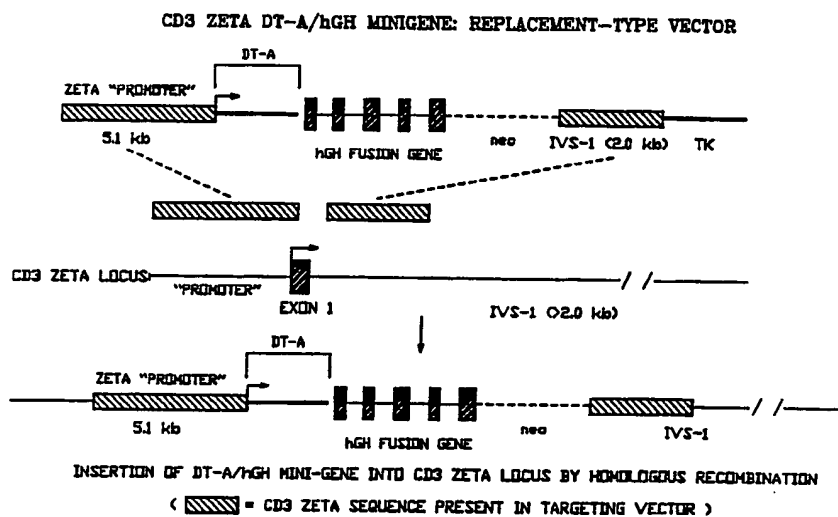 CD3 ZETA DT-A/hGH MINIGENE: REPLACEMENT-TYPE VECTOR
DT-A
ZETA "PROMOTER"
5.1 kb
hGH FUSION GENE
neo
IVS-1 (2.0 kb)
TK
CD3 ZETA LOCUS
"PROMOTER"
EXON 1
IVS-1 (>2.0 kb)
DT-A
ZETA "PROMOTER"
5.1 kb
hGH FUSION GENE
neo
IVS-1
INSERTION OF DT-A/hGH MINI-GENE INTO CD3 ZETA LOCUS BY HOMOLOGOUS RECOMBINATION
( = CD3 ZETA SEQUENCE PRESENT IN TARGETING VECTOR )